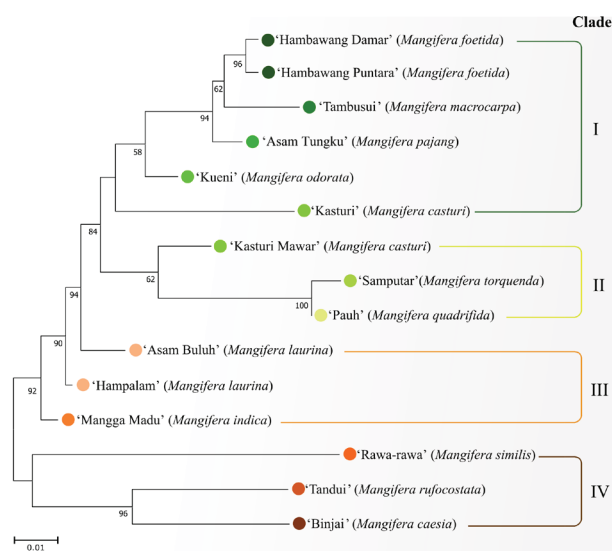 Clade
'Hambawang Damar' (Mangifera foetida)
96
'Hambawang Puntara' (Mangifera foetida)
62
'Tambusui' (Mangifera macrocarpa)
94
I
'Asam Tungku' (Mangifera pajang)
58
'Kueni' (Mangifera odorata)
'Kasturi' (Mangifera casturi)
84
'Kasturi Mawar' (Mangifera casturi)
62
'Samputar'(Mangifera torquenda)
II
94
100
'Pauh' (Mangifera quadrifida)
90
'Asam Buluh' (Mangifera laurina)
'Hampalam' (Mangifera laurina)
III
92
'Mangga Madu' (Mangifera indica)
'Rawa-rawa' (Mangifera similis)
'Tandui' (Mangifera rufocostata)
IV
96
'Binjai' (Mangifera caesia)
0.01